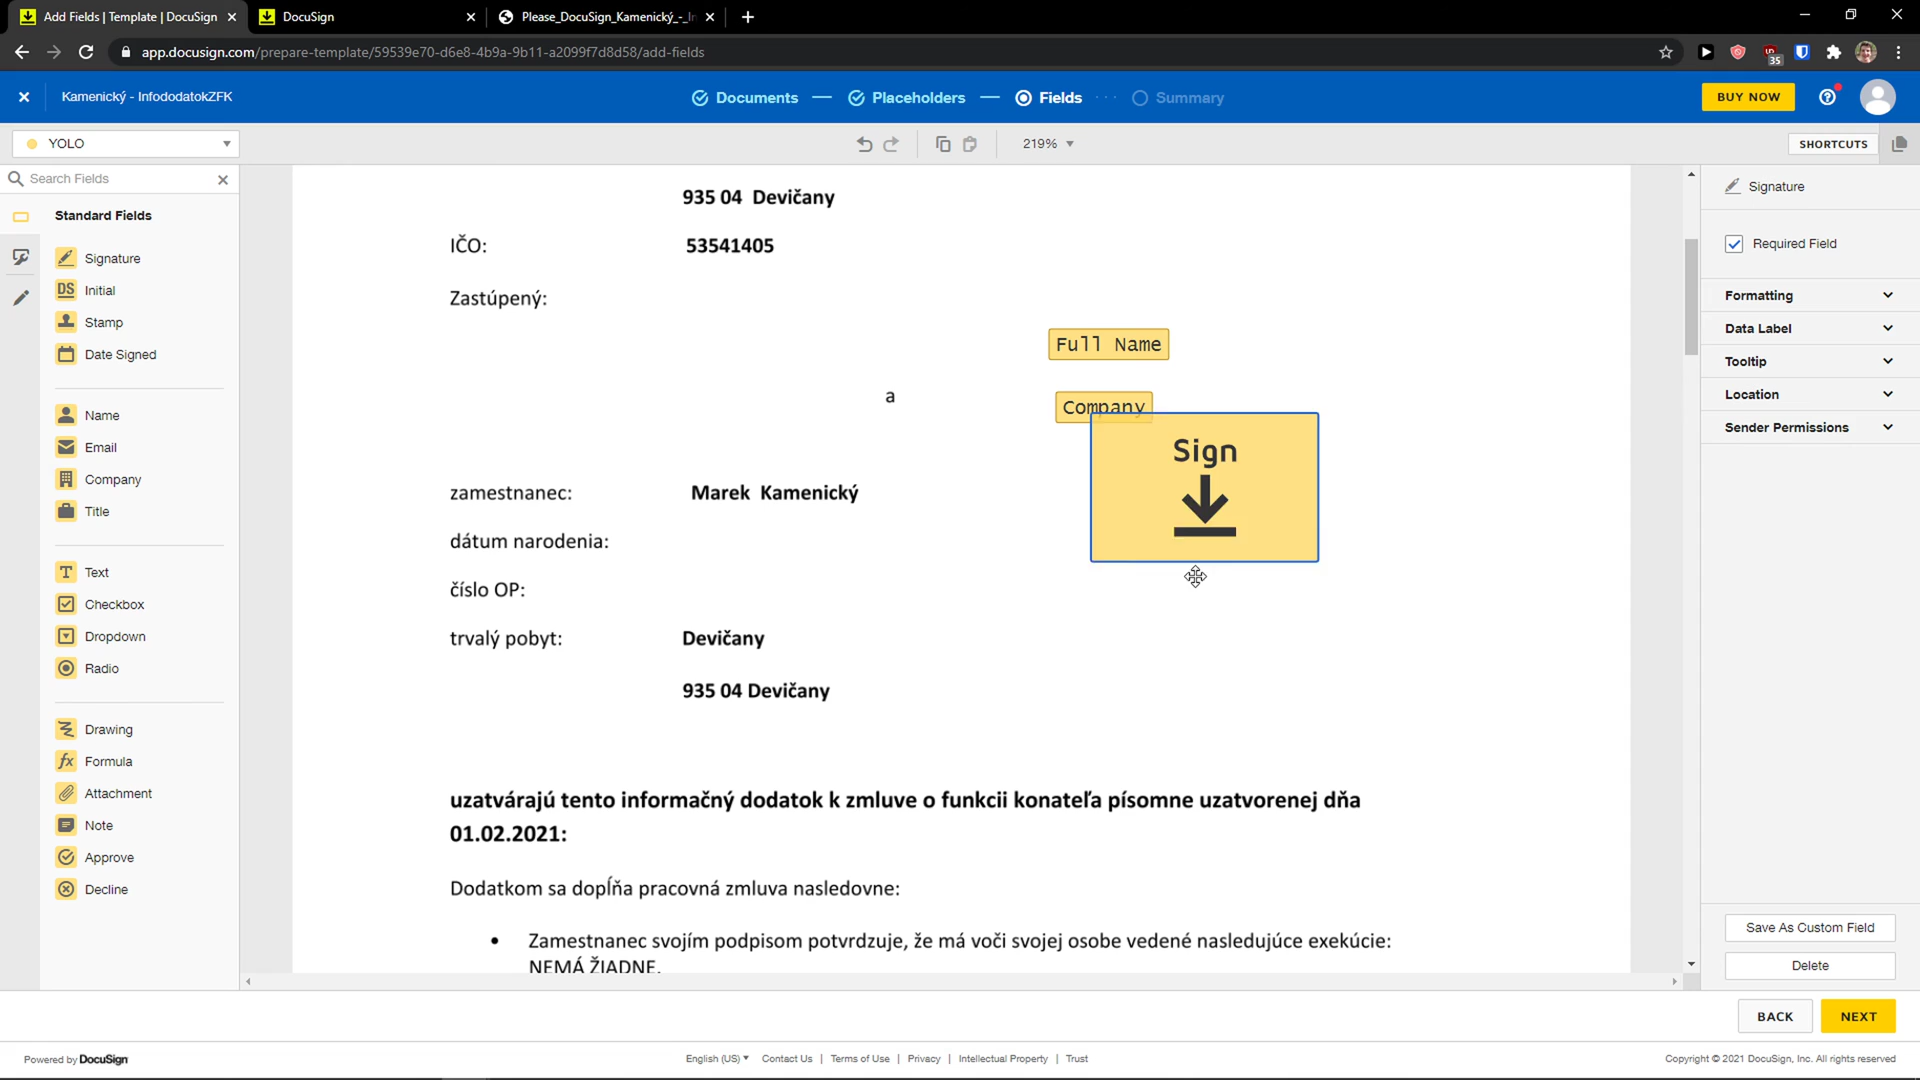 Add Fields | Template | DocuSign
DocuSign
Please_DocuSign_Kamenický_-_In
app.docusign.com/prepare-template/59539e70-d6e8-4b9a-9b11-a2099f7d8d58/add-fields
35
Kamenický - InfododatokZFK
Documents
Placeholders
Fields
Summary
BUY NOW
YOLO
219%
SHORTCUTS
Search Fields
Standard Fields
Signature
DS Initial
Stamp
Date Signed
Name
Email
Company
Title
Text
Checkbox
Dropdown
Radio
Drawing
Formula
Attachment
Note
Approve
Decline
935 04 Devičany
IČO: 53541405
Zastúpený:
Full Name
a
Company
Sign
zamestnanec: Marek Kamenický
dátum narodenia:
číslo OP:
trvalý pobyt: Devičany
935 04 Devičany
uzatvárajú tento informačný dodatok k zmluve o funkcii konateľa písomne uzatvorenej dňa
01.02.2021:
Dodatkom sa dopĺňa pracovná zmluva nasledovne:
• Zamestnanec svojím podpisom potvrdzuje, že má voči svojej osobe vedené nasledujúce exekúcie:
NEMÁ ŽIADNE.
Signature
Required Field
Formatting
Data Label
Tooltip
Location
Sender Permissions
Save As Custom Field
Delete
BACK
NEXT
Powered by DocuSign
English (US)
Contact Us | Terms of Use | Privacy | Intellectual Property | Trust
Copyright © 2021 DocuSign, Inc. All rights reserved